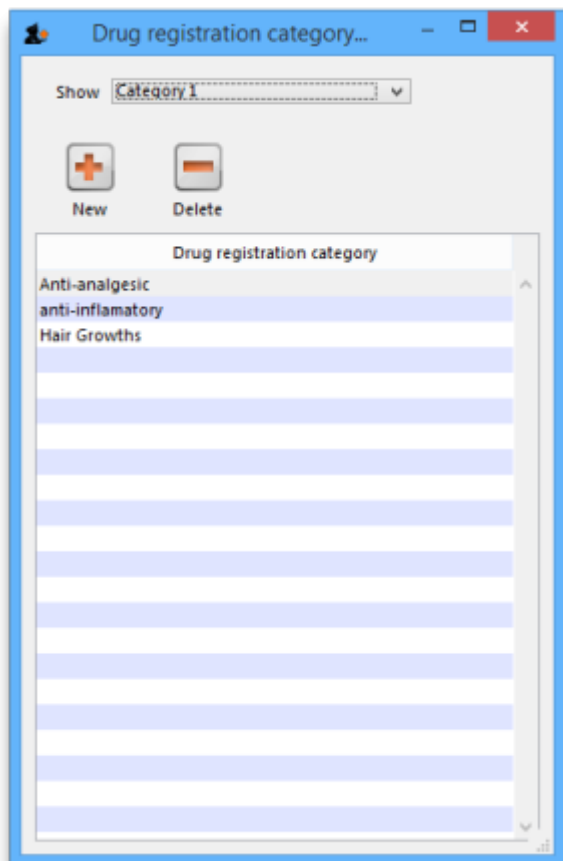 Drug registration category...
Show Category 1
New Delete
Drug registration category
Anti-analgesic
anti-inflamatory
Hair Growths